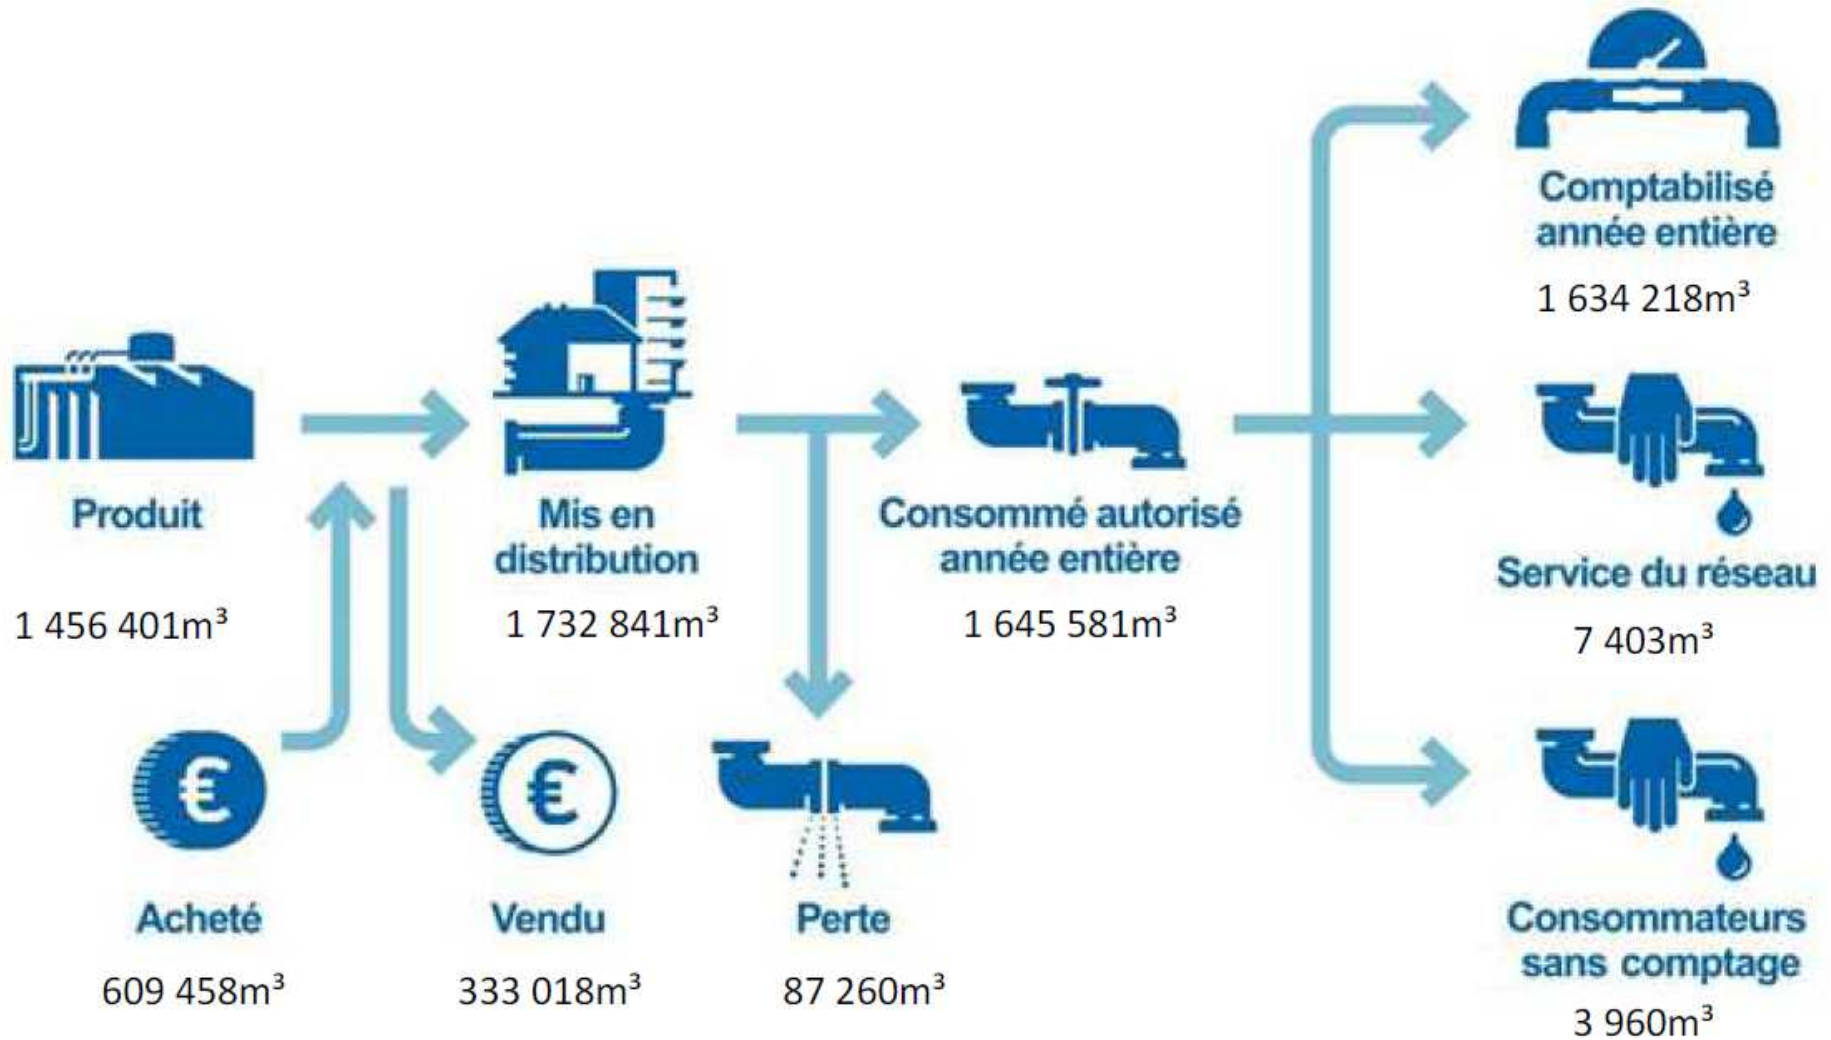 Comptabilisé
année entière
1 634 218m³
Produit
1 456 401m³
Mis en
distribution
1 732 841m³
Consommé autorisé
année entière
1 645 581m³
Service du réseau
7 403m³
€
Acheté
609 458m³
€
Vendu
333 018m³
Perte
87 260m³
Consommateurs
sans comptage
3 960m³